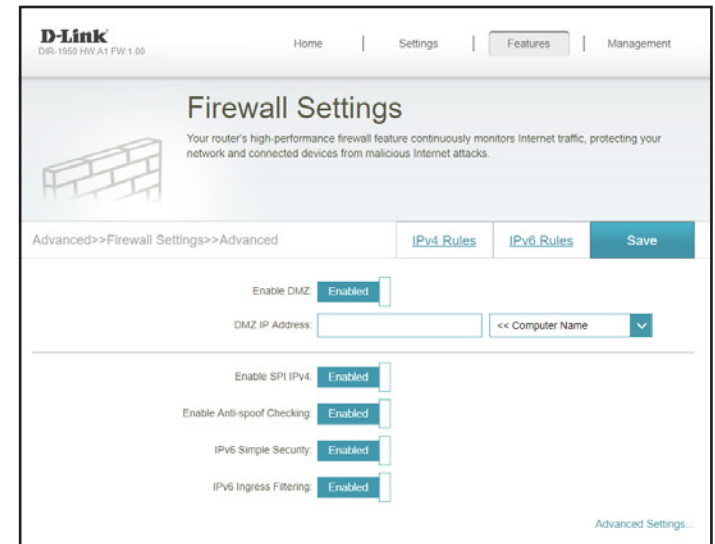 D-Link
DIR-1950 HW:A1 FW:1.00
Home | Settings | Features | Management
Firewall Settings
Your router's high-performance firewall feature continuously monitors Internet traffic, protecting your
network and connected devices from malicious Internet attacks.
Advanced>>Firewall Settings>>Advanced IPv4 Rules IPv6 Rules Save
Enable DMZ: Enabled
DMZ IP Address: << Computer Name
Enable SPI IPv4: Enabled
Enable Anti-spoof Checking: Enabled
IPv6 Simple Security: Enabled
IPv6 Ingress Filtering: Enabled
Advanced Settings...